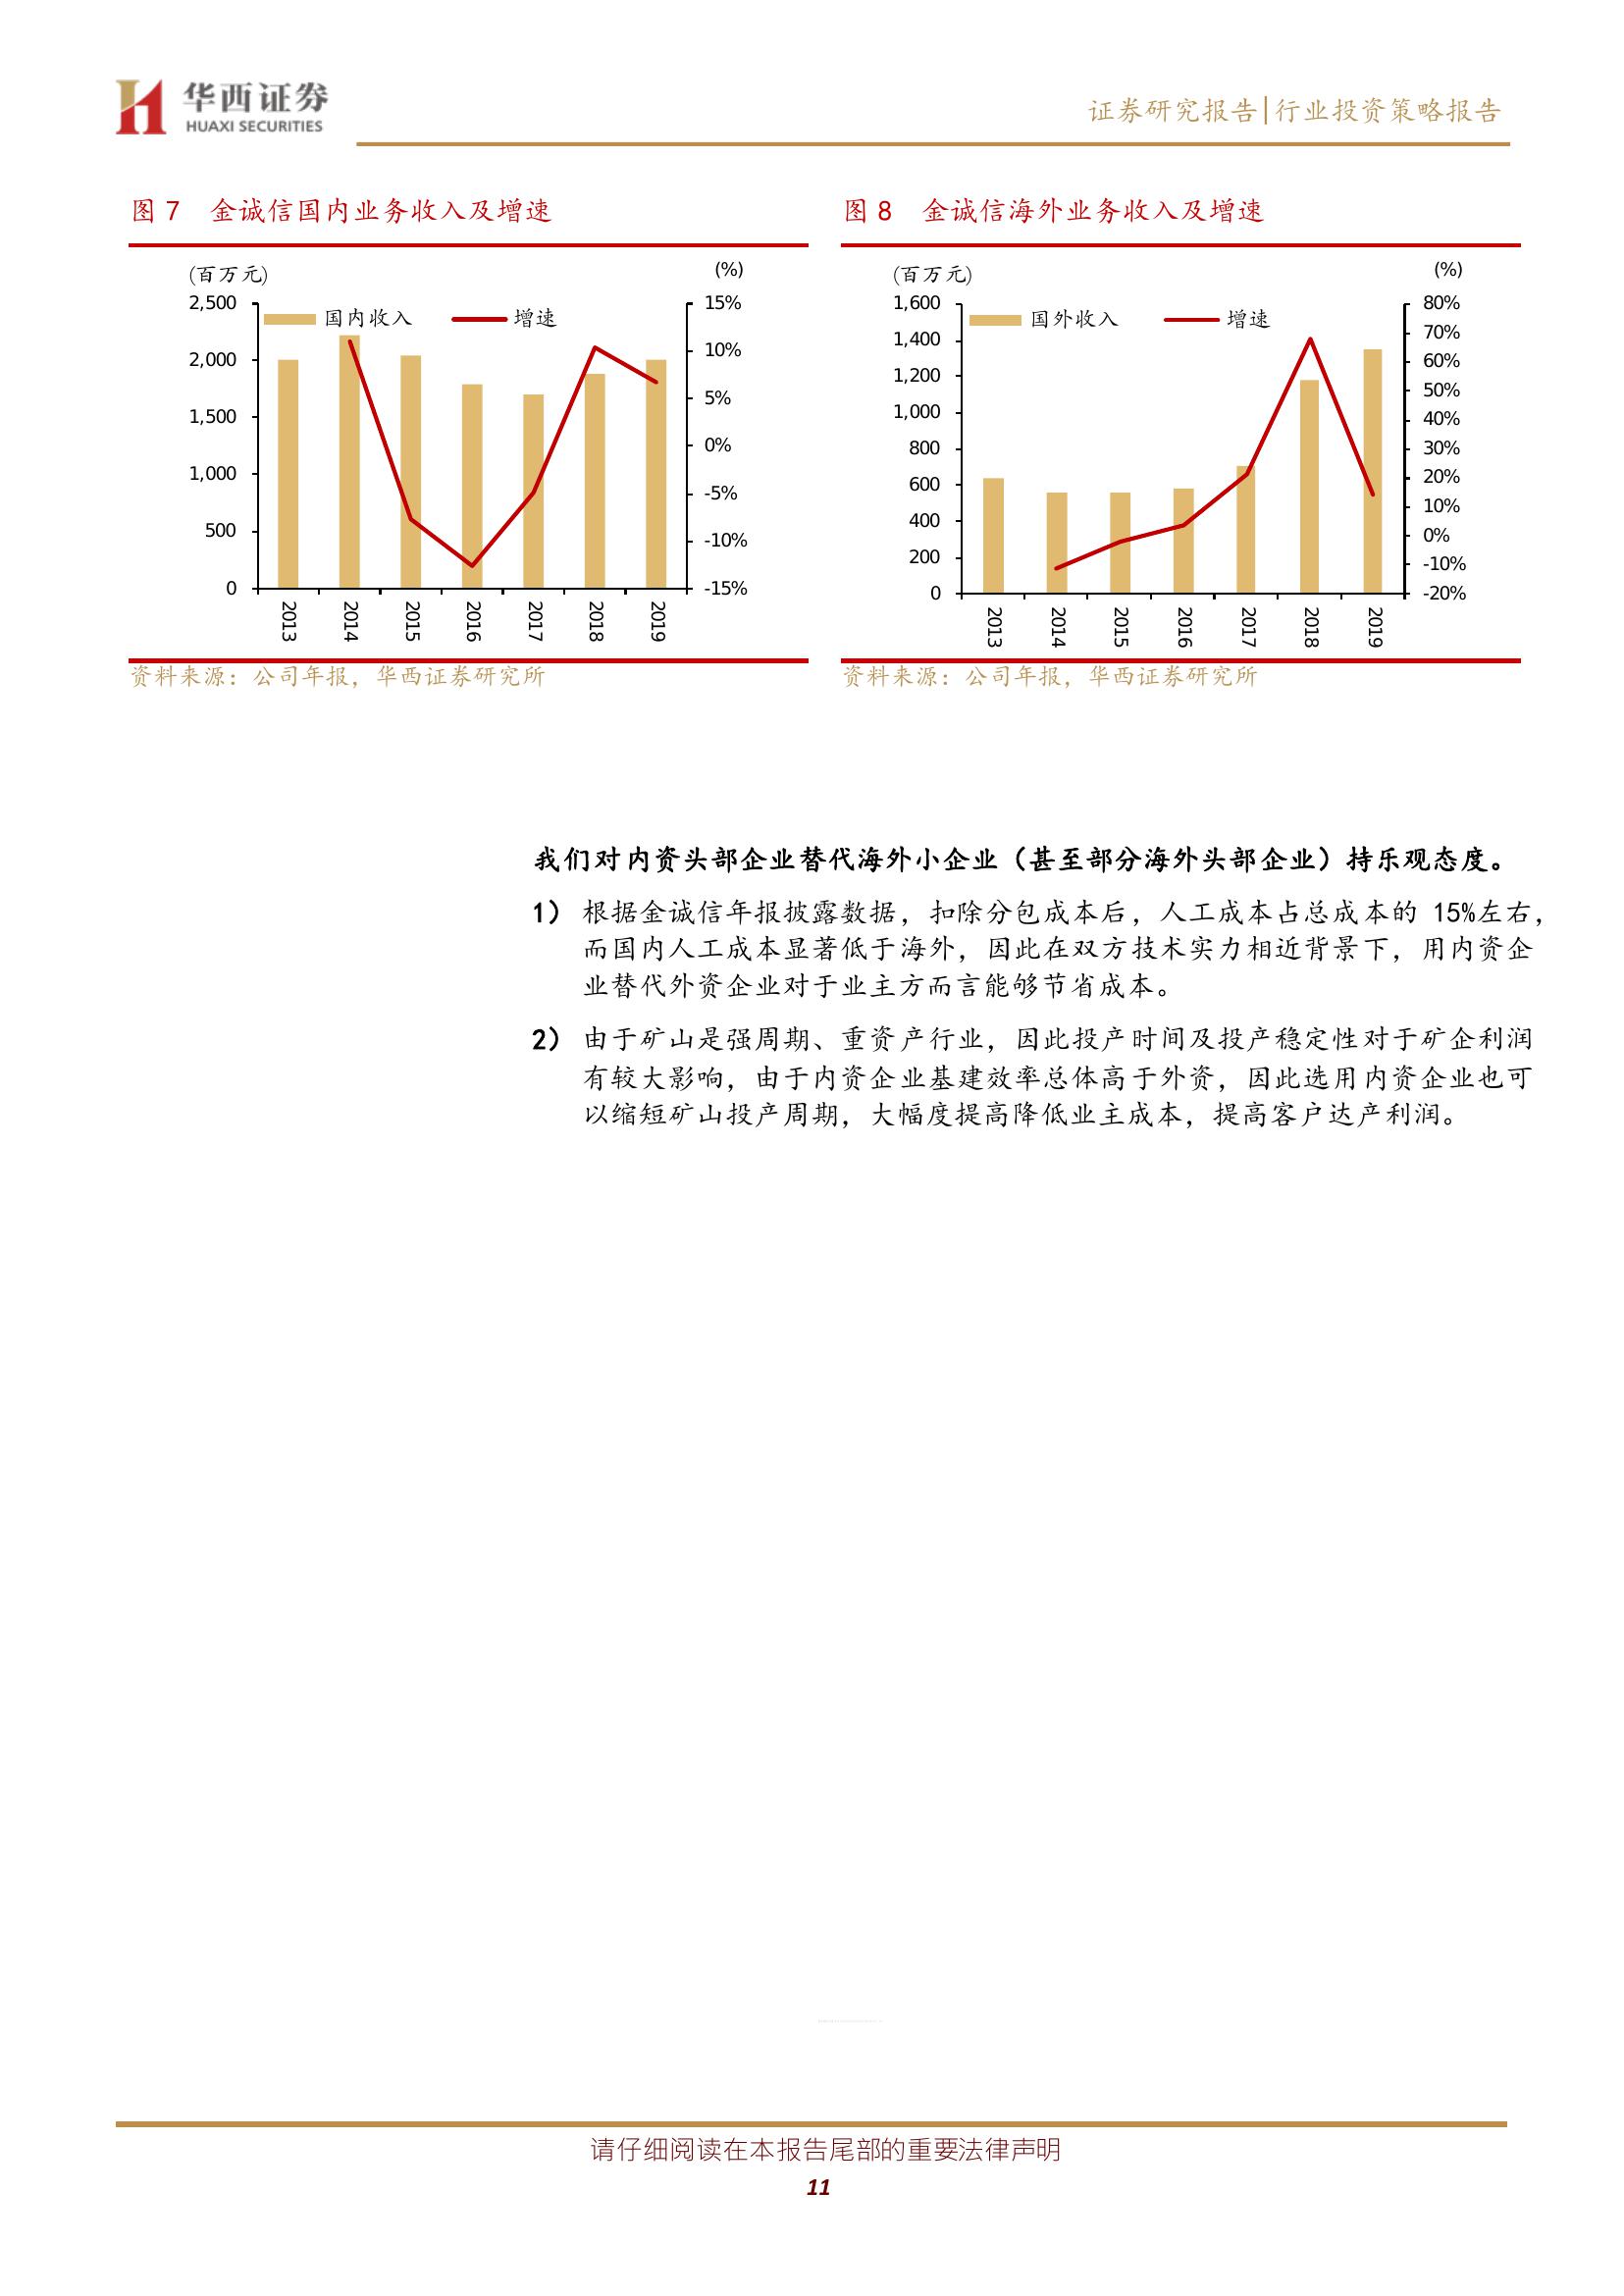 华西证券
HUAXI SECURITIES
证券研究报告|行业投资策略报告
图 7 金诚信国内业务收入及增速
(百万元)
(%)
国内收入
增速
2,500
2,000
1,500
1,000
500
0
15%
10%
5%
0%
-5%
-10%
-15%
2013
2014
2015
2016
2017
2018
2019
资料来源：公司年报，华西证券研究所
图 8 金诚信海外业务收入及增速
(百万元)
(%)
国外收入
增速
1,600
1,400
1,200
1,000
800
600
400
200
0
80%
70%
60%
50%
40%
30%
20%
10%
0%
-10%
-20%
2013
2014
2015
2016
2017
2018
2019
资料来源：公司年报，华西证券研究所
我们对内资头部企业替代海外小企业（甚至部分海外头部企业）持乐观态度。
1） 根据金诚信年报披露数据，扣除分包成本后，人工成本占总成本的 15%左右，
而国内人工成本显著低于海外，因此在双方技术实力相近背景下，用内资企
业替代外资企业对于业主方而言能够节省成本。
2） 由于矿山是强周期、重资产行业，因此投产时间及投产稳定性对于矿企利润
有较大影响，由于内资企业基建效率总体高于外资，因此选用内资企业也可
以缩短矿山投产周期，大幅度提高降低业主成本，提高客户达产利润。
请仔细阅读在本报告尾部的重要法律声明
11